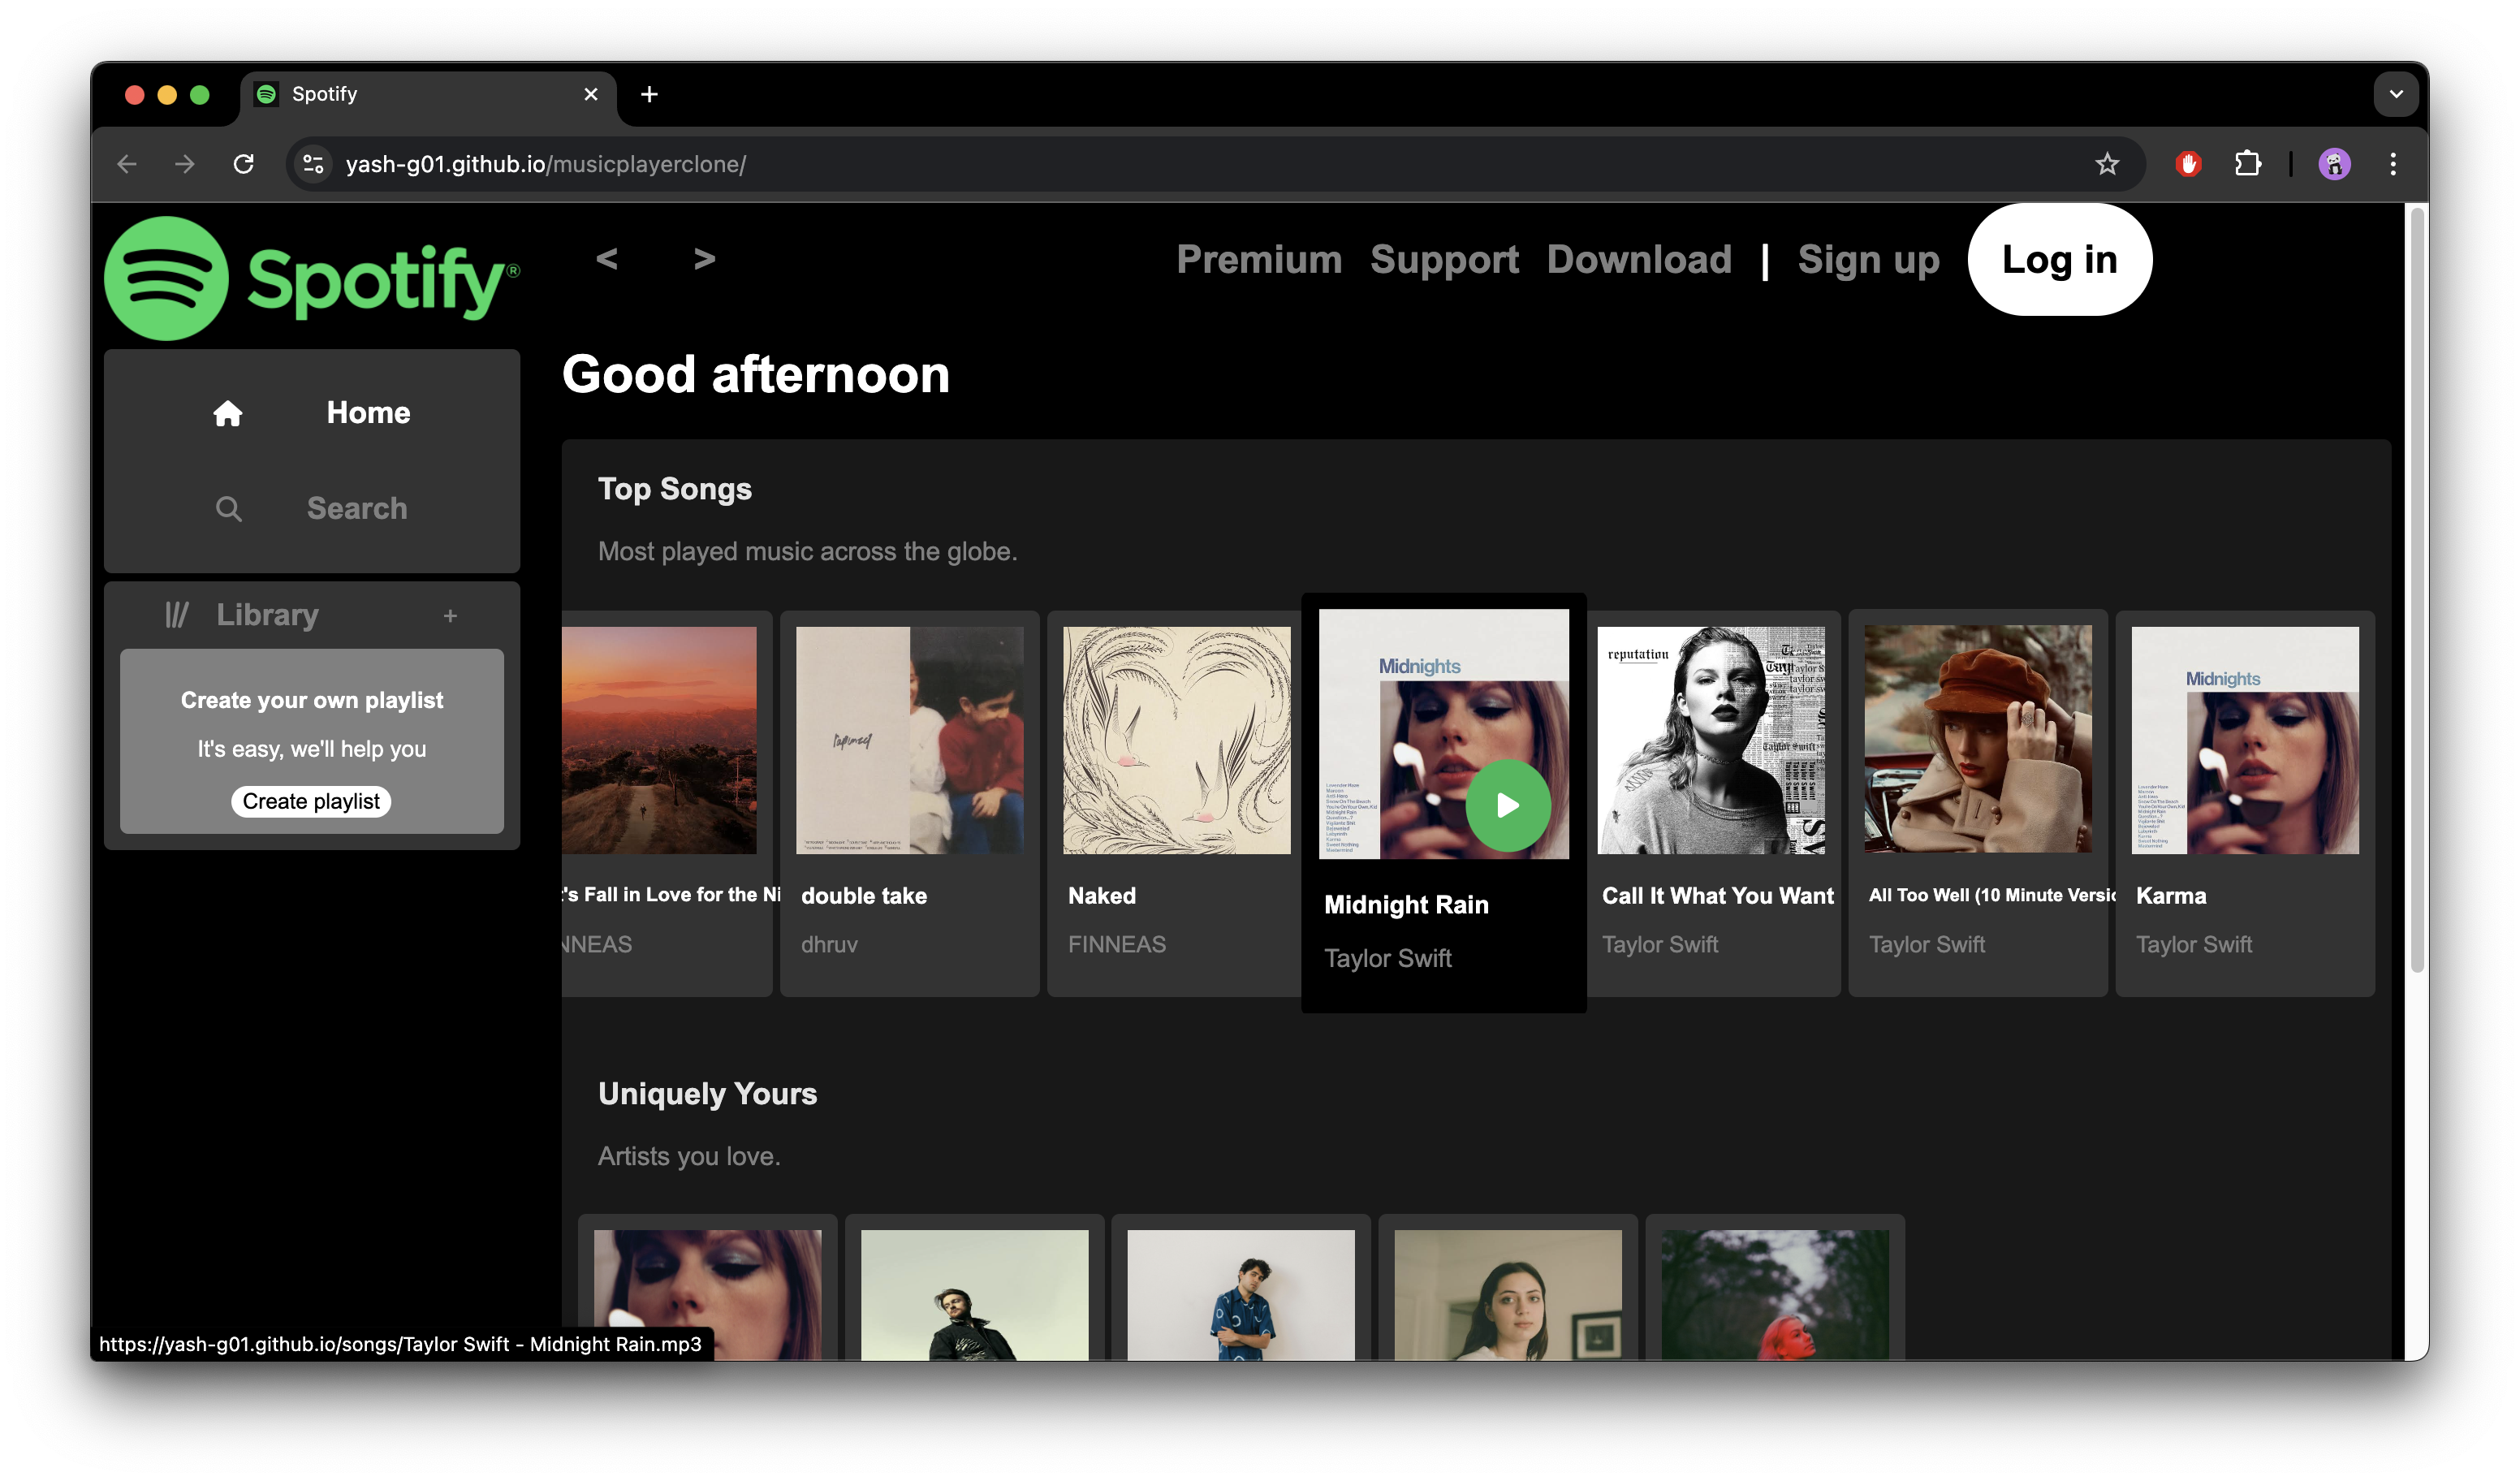 Spotify
yash-g01.github.io/musicplayerclone/
Spotify®
< >
Premium Support Download | Sign up Log in
Home
Search
Library +
Create your own playlist
It's easy, we'll help you
Create playlist
Good afternoon
Top Songs
Most played music across the globe.
reputation
Midnights
Midnights
't's Fall in Love for the Ni
NNEAS
double take
dhruv
Naked
FINNEAS
Midnight Rain
Taylor Swift
Call It What You Want
Taylor Swift
All Too Well (10 Minute Versio
Taylor Swift
Karma
Taylor Swift
Uniquely Yours
Artists you love.
https://yash-g01.github.io/songs/Taylor Swift - Midnight Rain.mp3